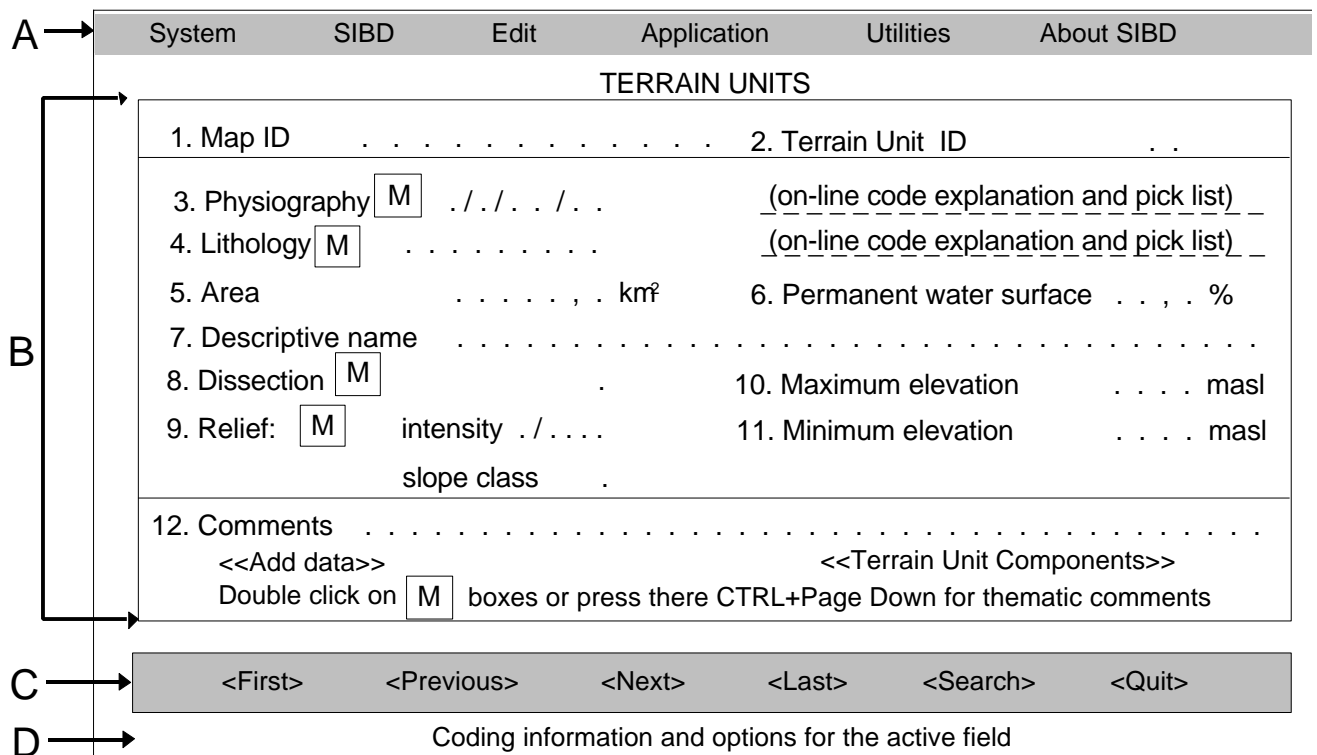 A System SIBD Edit Application Utilities About SIBD
TERRAIN UNITS
B
1. Map ID . . . . . . . . . . . . . 2. Terrain Unit ID . .
3. Physiography M . / . / . . / . . (on-line code explanation and pick list)
4. Lithology M . . . . . . . . . (on-line code explanation and pick list)
5. Area . . . . . , . km² 6. Permanent water surface . . , . %
7. Descriptive name . . . . . . . . . . . . . . . . . . . . . . . . . . . . . . . . . . .
8. Dissection M . 10. Maximum elevation . . . . masl
9. Relief: M intensity . / . . . . 11. Minimum elevation . . . . masl
slope class .
12. Comments . . . . . . . . . . . . . . . . . . . . . . . . . . . . . . . . . . . . . . .
<<Add data>> <<Terrain Unit Components>>
Double click on M boxes or press there CTRL+Page Down for thematic comments
C <First> <Previous> <Next> <Last> <Search> <Quit>
D Coding information and options for the active field